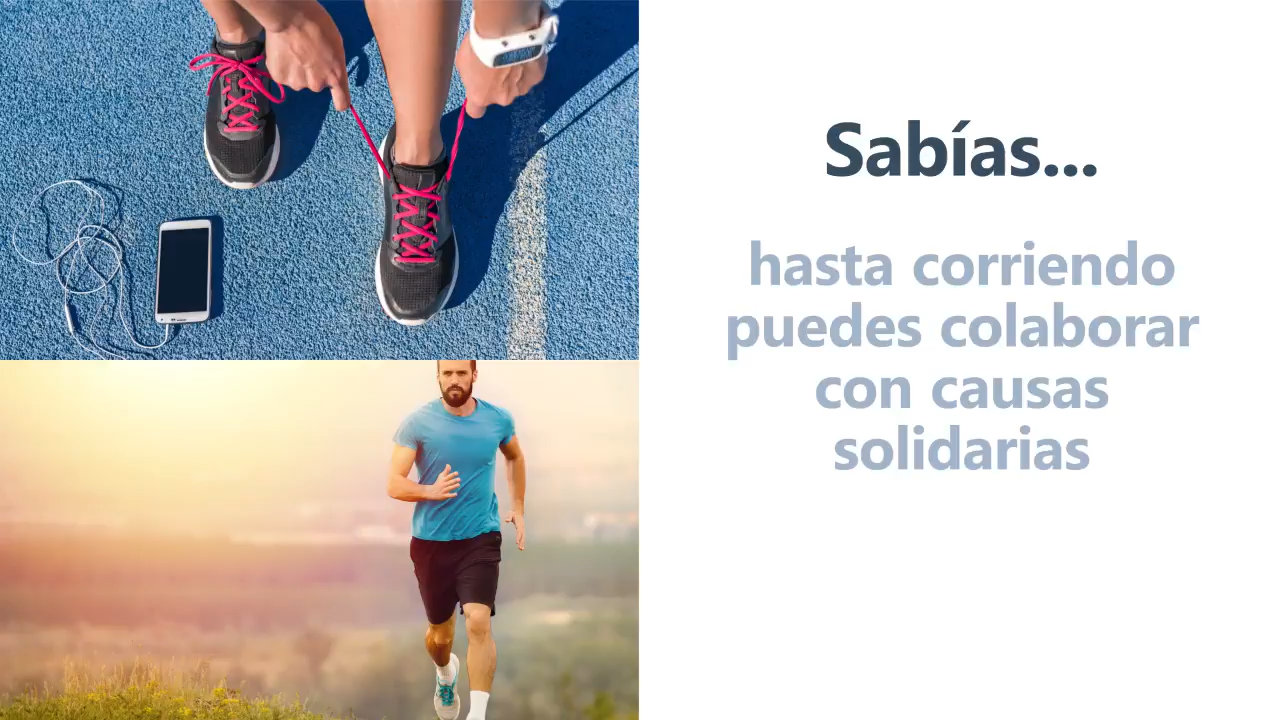 Sabías...
hasta corriendo
puedes colaborar
con causas
solidarias